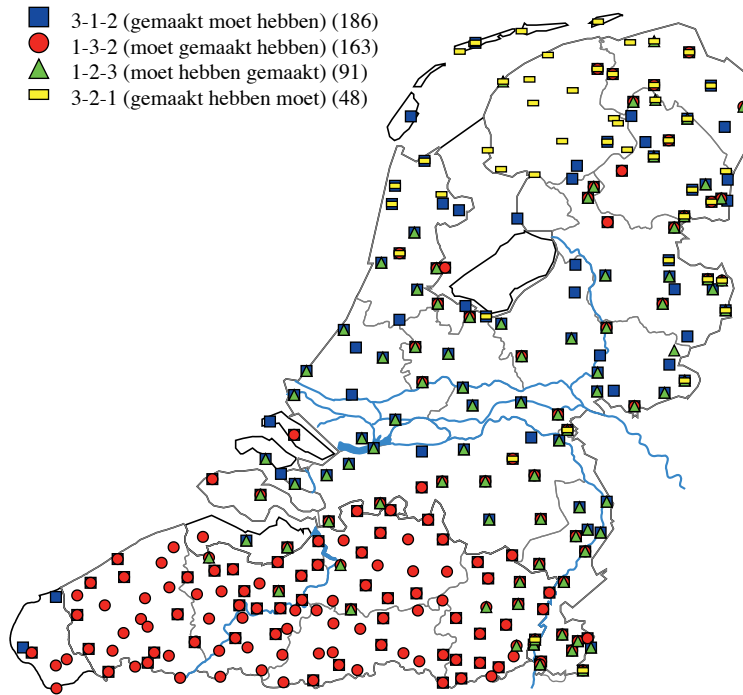 3-1-2 (gemaakt moet hebben) (186)
1-3-2 (moet gemaakt hebben) (163)
1-2-3 (moet hebben gemaakt) (91)
3-2-1 (gemaakt hebben moet) (48)